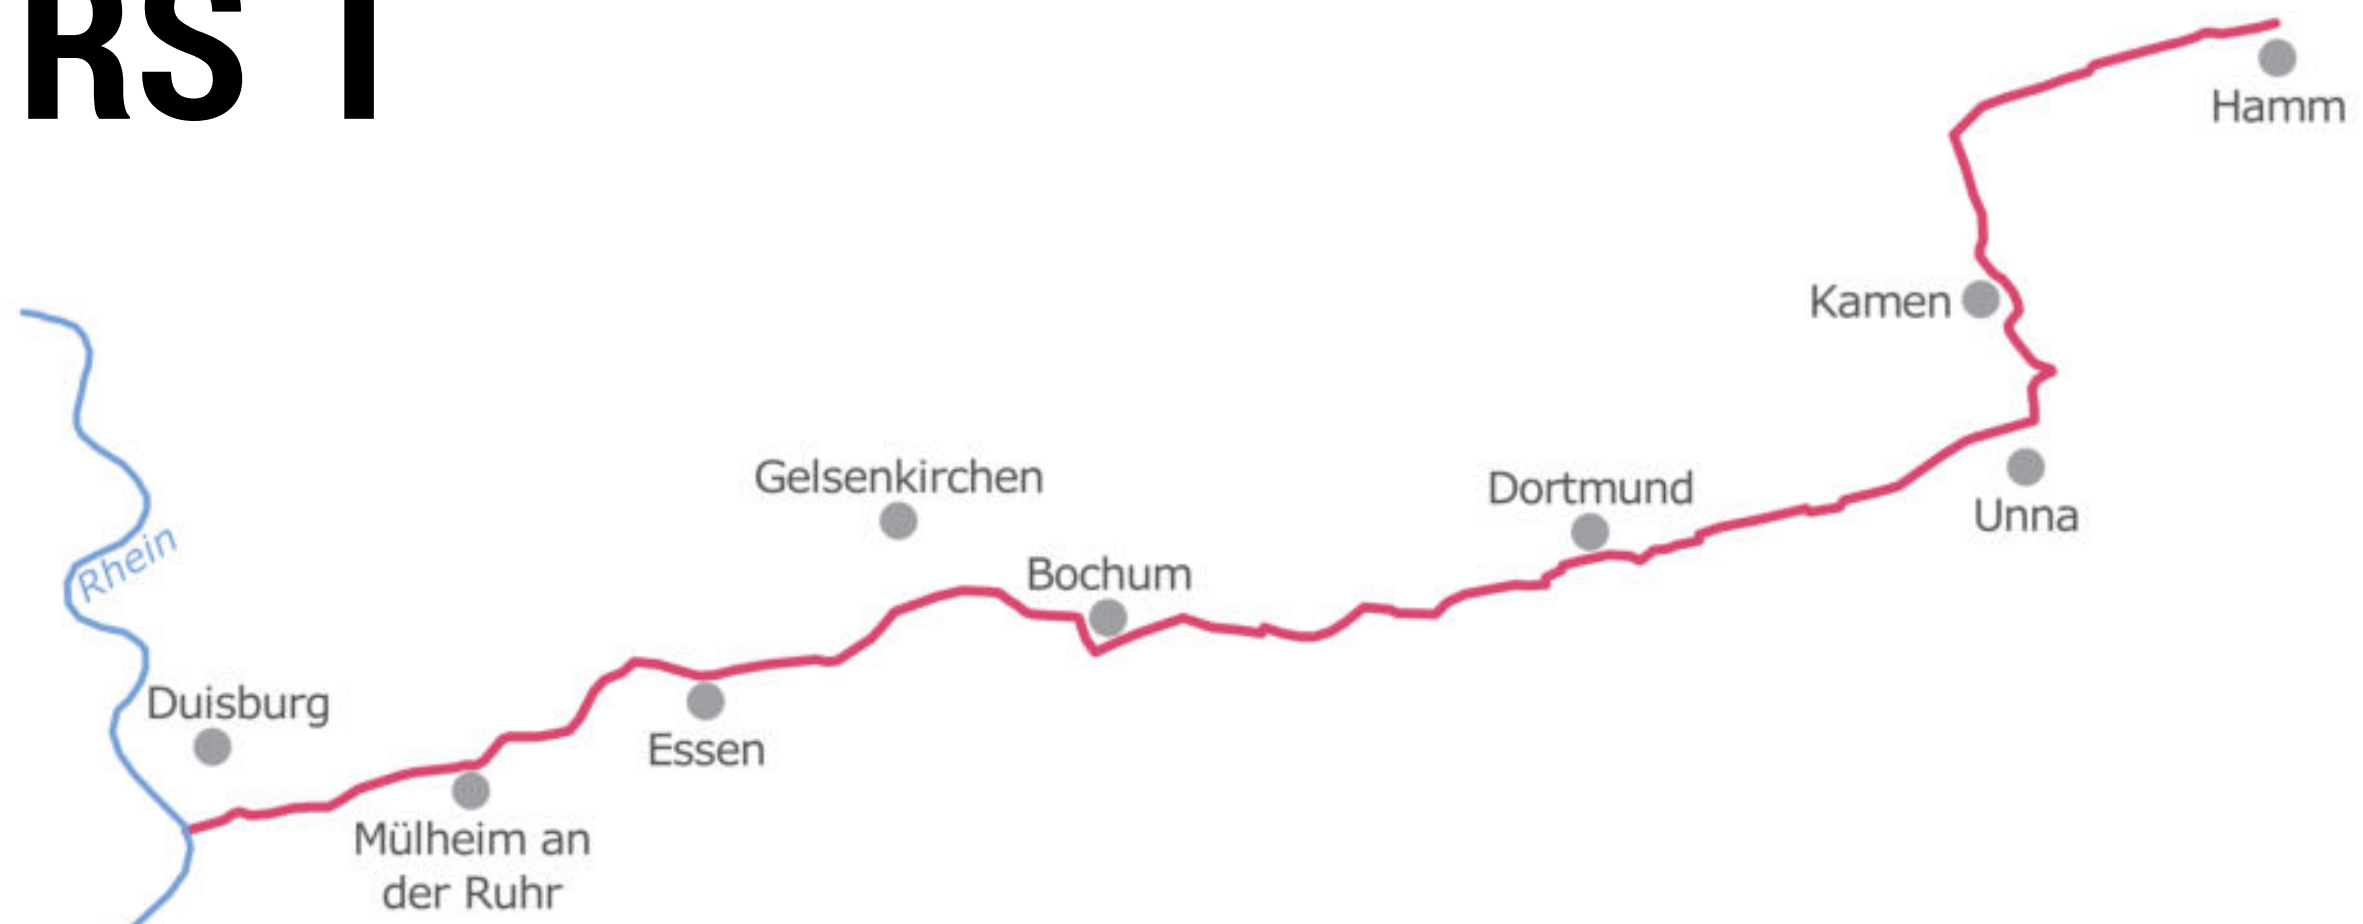 RS 1
Hamm
Kamen
Gelsenkirchen
Dortmund
Unna
Rhein
Bochum
Duisburg
Essen
Mülheim an
der Ruhr